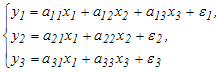 y₁ = a₁₁x₁ + a₁₂x₂ + a₁₃x₃ + ε₁,
y₂ = a₂₁x₁ + a₂₂x₂ + ε₂,
y₃ = a₃₁x₁ + a₃₃x₃ + ε₃